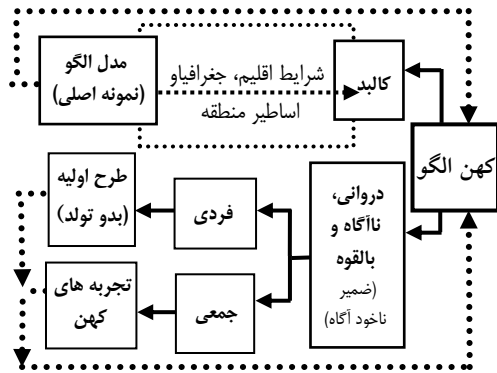 مدل الگو
(نمونه اصلی)
شرایط اقلیم، جغرافیاو
اساطیر منطقه
کالبد
کهن الگو
دروانی،
ناآگاه و
بالقوه
(ضمیر
ناخود آگاه)
فردی
جمعی
طرح اولیه
(بدو تولد)
تجربه های
کهن